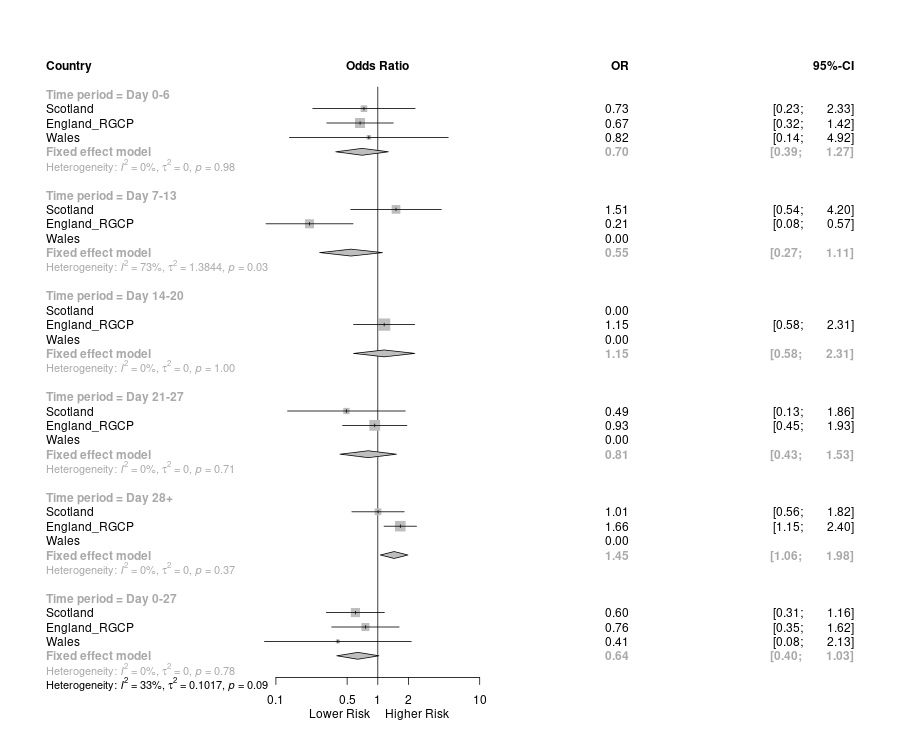 Country Odds Ratio OR 95%-CI
Time period = Day 0-6
Scotland 0.73 [0.23; 2.33]
England_RGCP 0.67 [0.32; 1.42]
Wales 0.82 [0.14; 4.92]
Fixed effect model 0.70 [0.39; 1.27]
Heterogeneity: I² = 0%, τ² = 0, p = 0.98
Time period = Day 7-13
Scotland 1.51 [0.54; 4.20]
England_RGCP 0.21 [0.08; 0.57]
Wales 0.00
Fixed effect model 0.55 [0.27; 1.11]
Heterogeneity: I² = 73%, τ² = 1.3844, p = 0.03
Time period = Day 14-20
Scotland 0.00
England_RGCP 1.15 [0.58; 2.31]
Wales 0.00
Fixed effect model 1.15 [0.58; 2.31]
Heterogeneity: I² = 0%, τ² = 0, p = 1.00
Time period = Day 21-27
Scotland 0.49 [0.13; 1.86]
England_RGCP 0.93 [0.45; 1.93]
Wales 0.00
Fixed effect model 0.81 [0.43; 1.53]
Heterogeneity: I² = 0%, τ² = 0, p = 0.71
Time period = Day 28+
Scotland 1.01 [0.56; 1.82]
England_RGCP 1.66 [1.15; 2.40]
Wales 0.00
Fixed effect model 1.45 [1.06; 1.98]
Heterogeneity: I² = 0%, τ² = 0, p = 0.37
Time period = Day 0-27
Scotland 0.60 [0.31; 1.16]
England_RGCP 0.76 [0.35; 1.62]
Wales 0.41 [0.08; 2.13]
Fixed effect model 0.64 [0.40; 1.03]
Heterogeneity: I² = 0%, τ² = 0, p = 0.78
Heterogeneity: I² = 33%, τ² = 0.1017, p = 0.09
0.1 0.5 1 2 10
Lower Risk Higher Risk